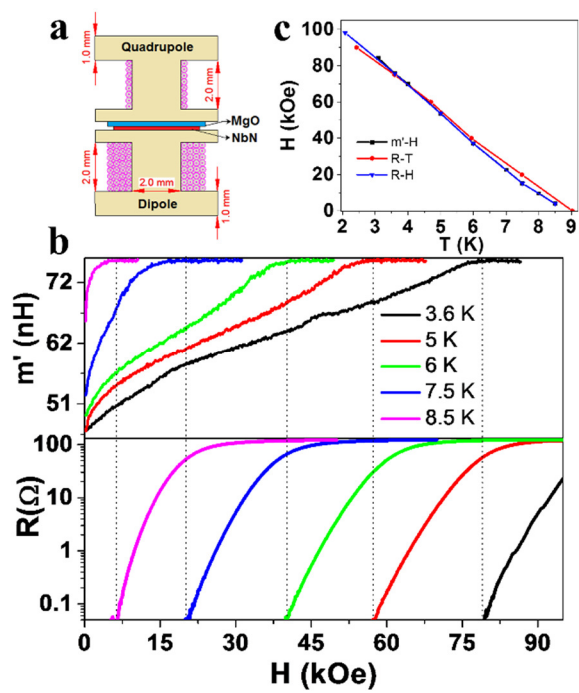 a
Quadrupole
1.0 mm
2.0 mm
MgO
NbN
2.0 mm
2.0 mm
Dipole
1.0 mm
c
H (kOe)
100
80
60
40
20
0
m'-H
R-T
R-H
2 3 4 5 6 7 8 9
T (K)
b
m' (nH)
72
62
51
3.6 K
5 K
6 K
7.5 K
8.5 K
R(Ω)
100
10
1
0.1
0 15 30 45 60 75 90
H (kOe)